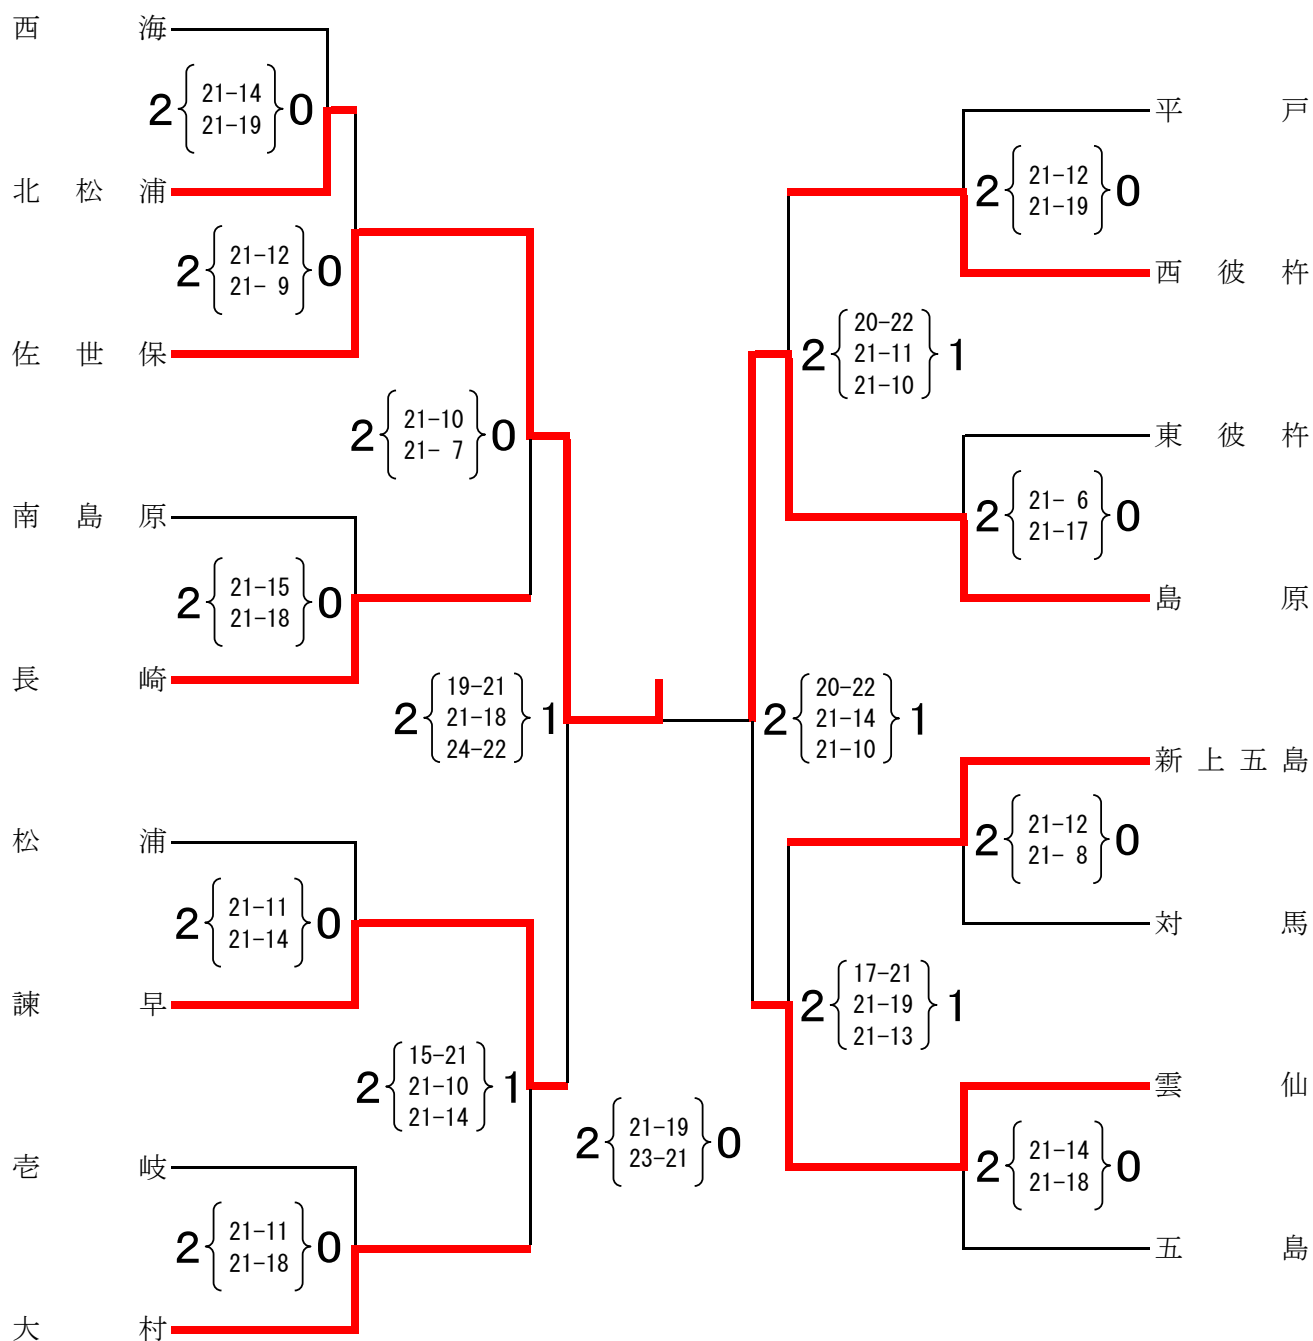 西海
2 21-14 0
21-19
北松浦
2 21-12 0
21- 9
佐世保
2 21-10 0
21- 7
南島原
2 21-15 0
21-18
長崎
2 19-21 1
21-18
24-22
松浦
2 21-11 0
21-14
諫早
2 15-21 1
21-10
21-14
壱岐
2 21-11 0
21-18
大村
2 21-19 0
23-21
平戸
2 21-12 0
21-19
西彼杵
2 20-22 1
21-11
21-10
東彼杵
2 21- 6 0
21-17
島原
2 20-22 1
21-14
21-10
新上五島
2 21-12 0
21- 8
対馬
2 17-21 1
21-19
21-13
雲仙
2 21-14 0
21-18
五島